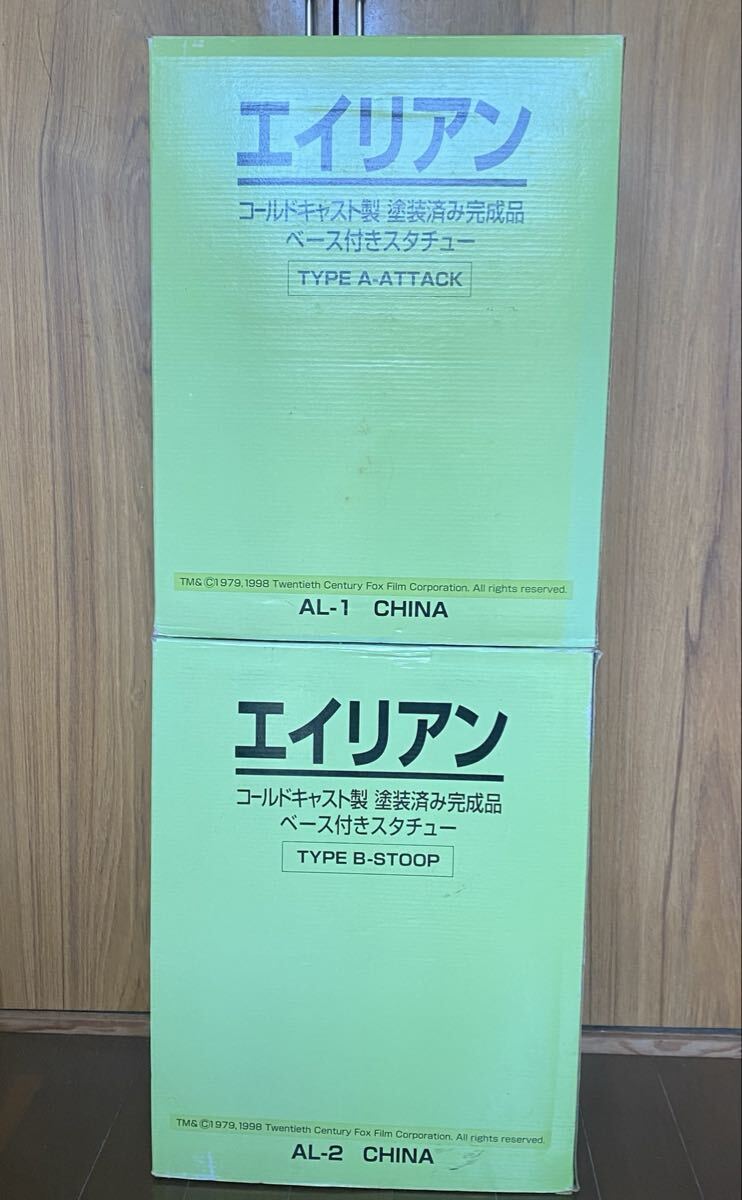 エイリアン
コールドキャスト製 塗装済み完成品
ベース付きスタチュー
TYPE A-ATTACK
TM& ©1979,1998 Twentieth Century Fox Film Corporation. All rights reserved.
AL-1 CHINA
エイリアン
コールドキャスト製 塗装済み完成品
ベース付きスタチュー
TYPE B-STOOP
TM& ©1979,1998 Twentieth Century Fox Film Corporation. All rights reserved.
AL-2 CHINA